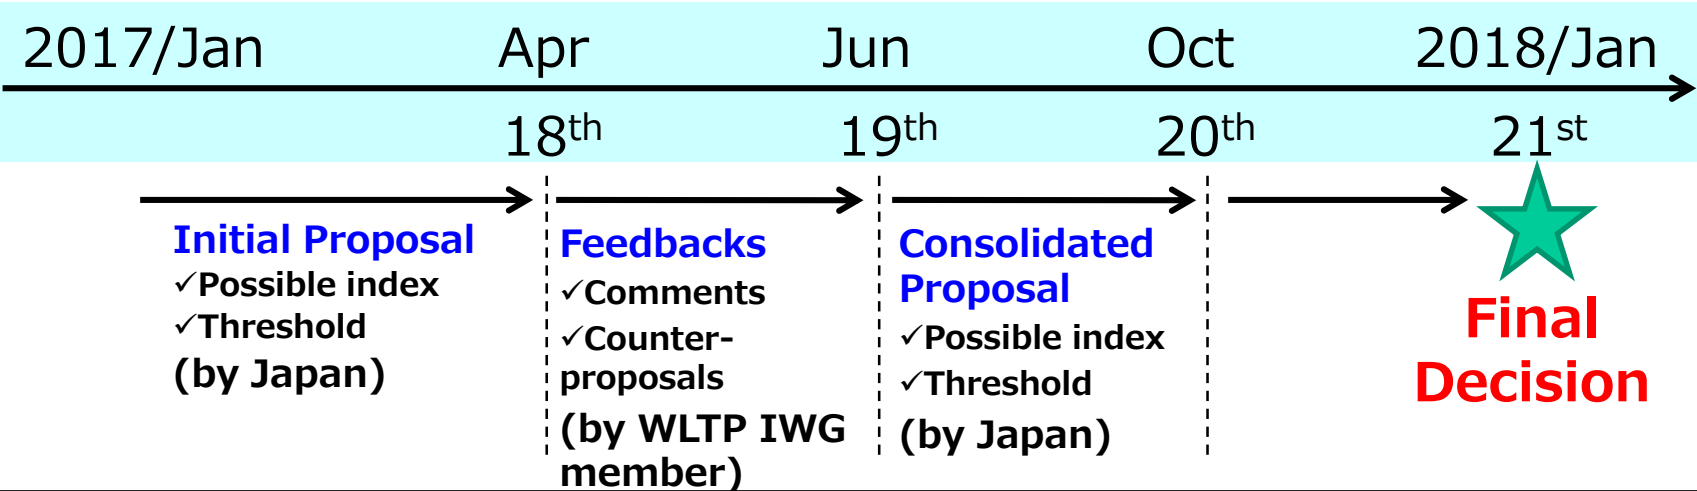 2017/Jan Apr Jun Oct 2018/Jan
18th 19th 20th 21st
Initial Proposal
✓Possible index
✓Threshold
(by Japan)
Feedbacks
✓Comments
✓Counter-
proposals
(by WLTP IWG
member)
Consolidated
Proposal
✓Possible index
✓Threshold
(by Japan)
Final
Decision